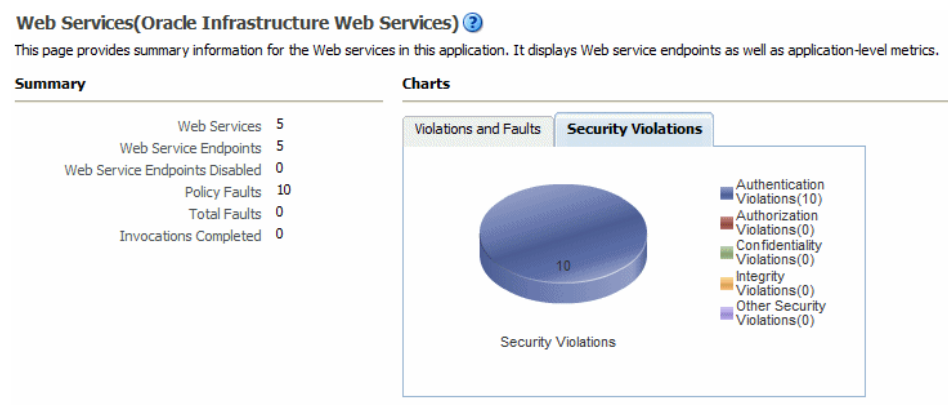 Web Services(Oracle Infrastructure Web Services) ?
This page provides summary information for the Web services in this application. It displays Web service endpoints as well as application-level metrics.
Summary
Web Services 5
Web Service Endpoints 5
Web Service Endpoints Disabled 0
Policy Faults 10
Total Faults 0
Invocations Completed 0
Charts
Violations and Faults
Security Violations
10
Security Violations
Authentication
Violations(10)
Authorization
Violations(0)
Confidentiality
Violations(0)
Integrity
Violations(0)
Other Security
Violations(0)